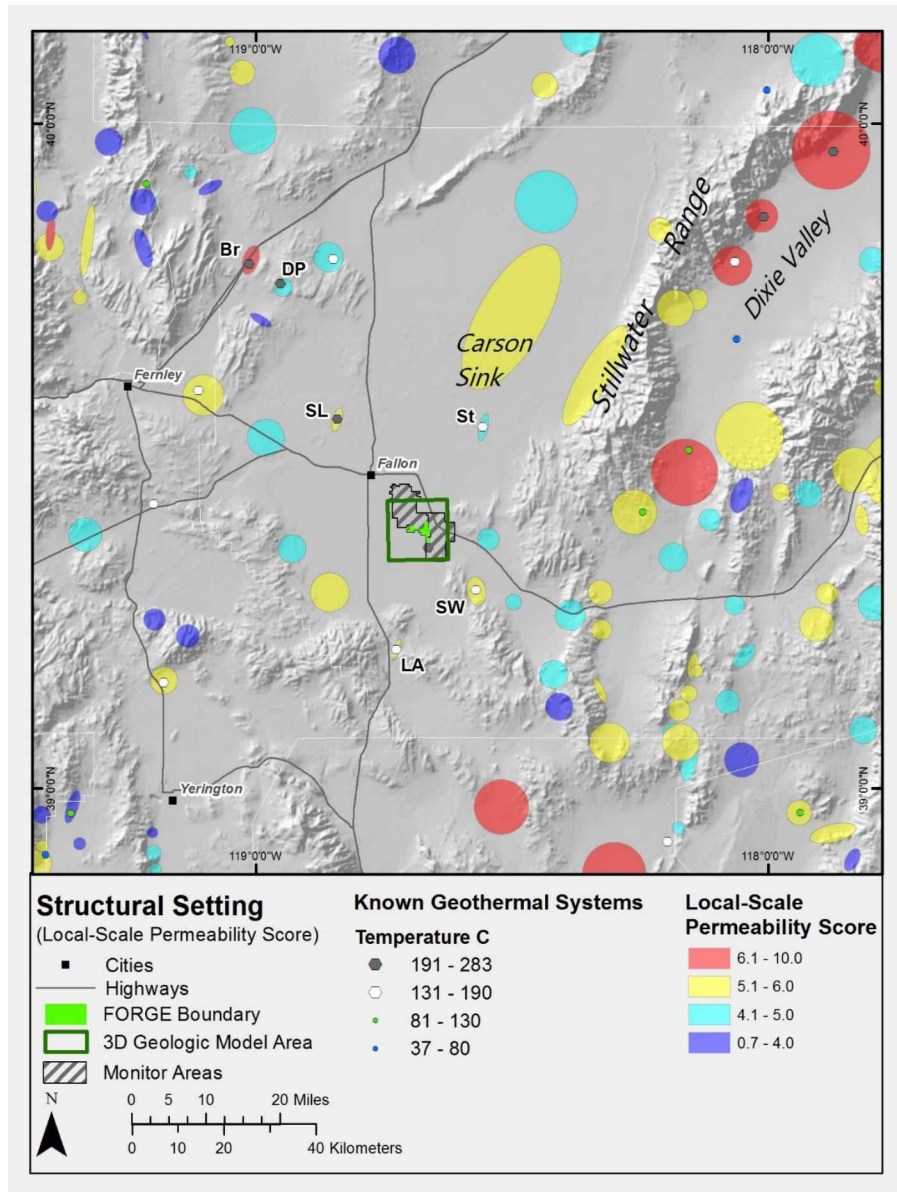 119°0'0"W
118°0'0"W
40°0'0"N
40°0'0"N
Stillwater Range
Dixie Valley
Br
DP
Carson
Sink
Fernley
SL
St
Fallon
SW
LA
39°0'0"N
39°0'0"N
Yerington
119°0'0"W
118°0'0"W
Structural Setting
(Local-Scale Permeability Score)
Cities
Highways
FORGE Boundary
3D Geologic Model Area
Monitor Areas
N
0 5 10 20 Miles
0 10 20 40 Kilometers
Known Geothermal Systems
Temperature C
191 - 283
131 - 190
81 - 130
37 - 80
Local-Scale
Permeability Score
6.1 - 10.0
5.1 - 6.0
4.1 - 5.0
0.7 - 4.0